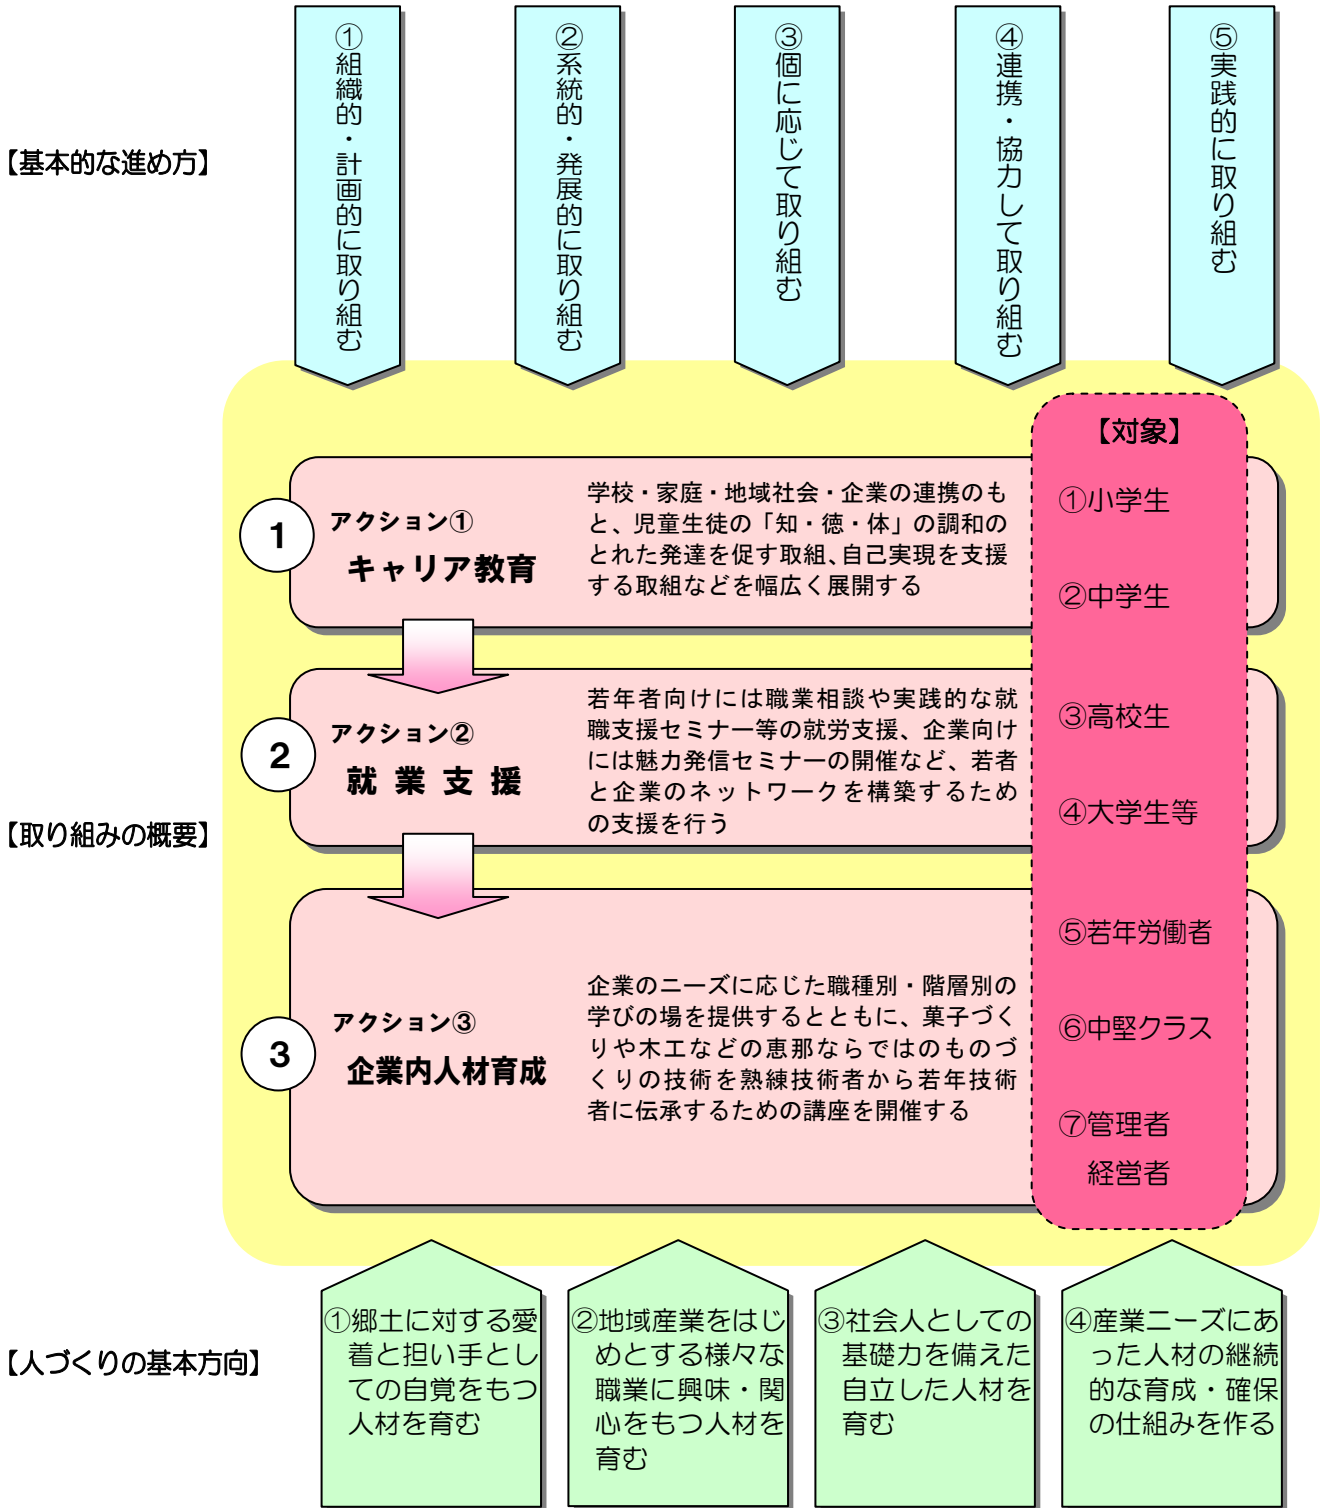 【基本的な進め方】
①組織的・計画的に取り組む
②系統的・発展的に取り組む
③個に応じて取り組む
④連携・協力して取り組む
⑤実践的に取り組む
【取り組みの概要】
1
アクション①
キャリア教育
学校・家庭・地域社会・企業の連携のも
と、児童生徒の「知・徳・体」の調和の
とれた発達を促す取組、自己実現を支援
する取組などを幅広く展開する
2
アクション②
就業支援
若年者向けには職業相談や実践的な就
職支援セミナー等の就労支援、企業向け
には魅力発信セミナーの開催など、若者
と企業のネットワークを構築するため
の支援を行う
3
アクション③
企業内人材育成
企業のニーズに応じた職種別・階層別の
学びの場を提供するとともに、菓子づく
りや木工などの恵那ならではのものづ
くりの技術を熟練技術者から若年技術
者に伝承するための講座を開催する
【対象】
①小学生
②中学生
③高校生
④大学生等
⑤若年労働者
⑥中堅クラス
⑦管理者
経営者
【人づくりの基本方向】
①郷土に対する愛
着と担い手とし
ての自覚をもつ
人材を育む
②地域産業をはじ
めとする様々な
職業に興味・関
心をもつ人材を
育む
③社会人としての
基礎力を備えた
自立した人材を
育む
④産業ニーズにあ
った人材の継続
的な育成・確保
の仕組みを作る